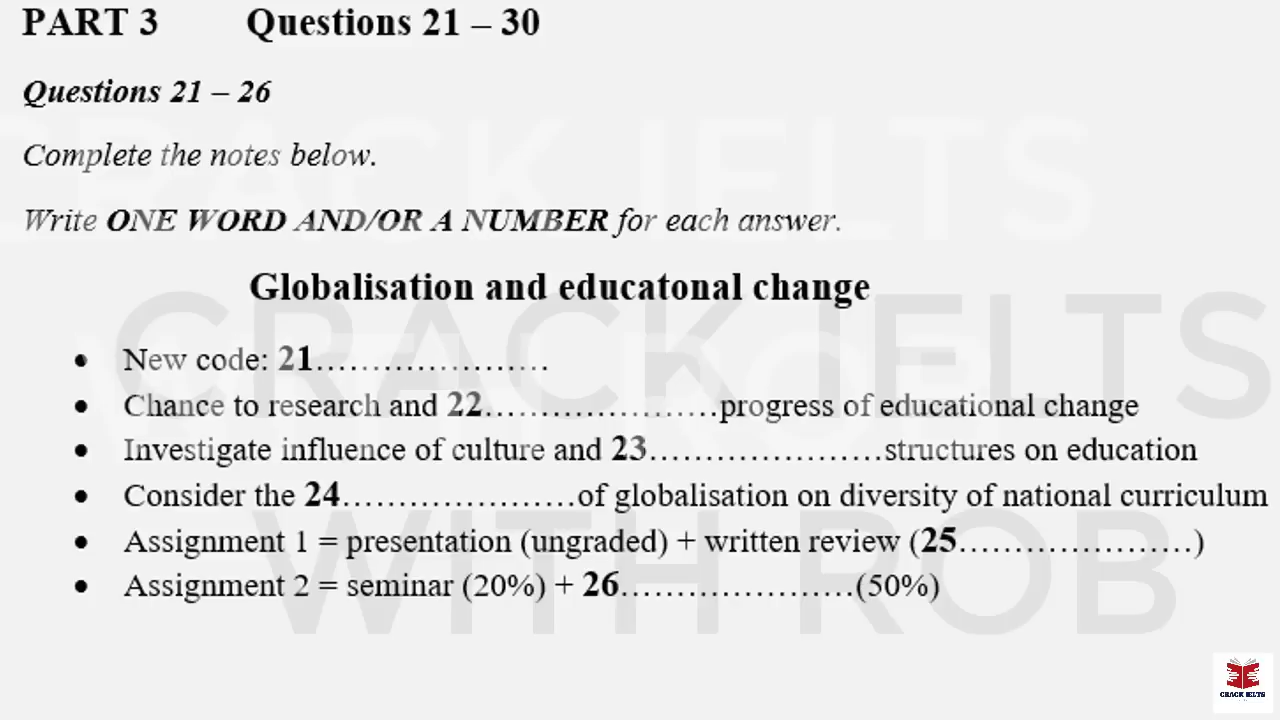 PART 3 Questions 21 – 30
Questions 21 – 26
Complete the notes below.
Write ONE WORD AND/OR A NUMBER for each answer.
Globalisation and educatonal change
• New code: 21.....................
• Chance to research and 22.....................progress of educational change
• Investigate influence of culture and 23.....................structures on education
• Consider the 24.....................of globalisation on diversity of national curriculum
• Assignment 1 = presentation (ungraded) + written review (25.....................)
• Assignment 2 = seminar (20%) + 26.....................(50%)
CRACK IELTS
WITH ROB
CRACK IELTS